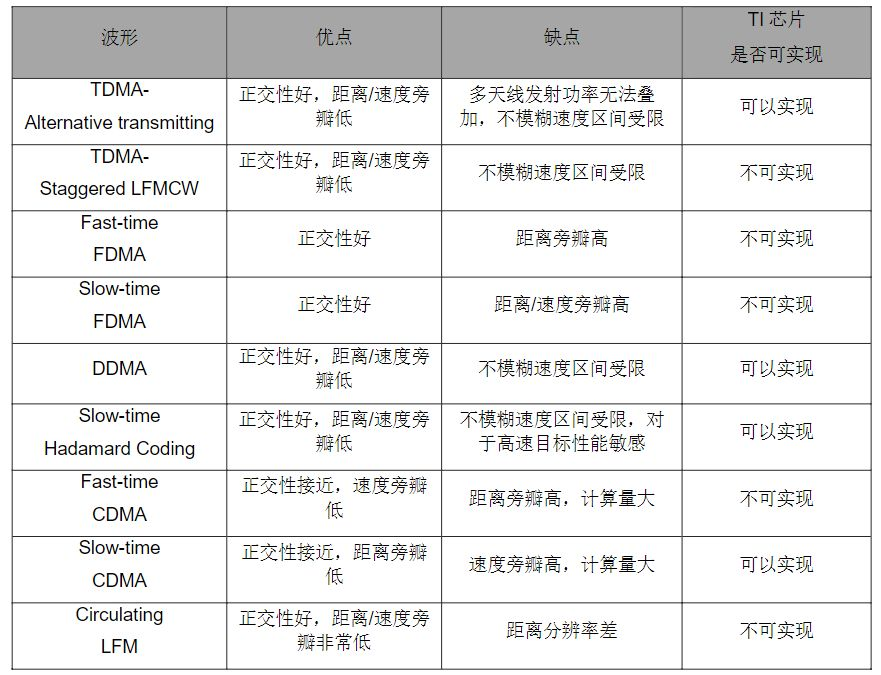 波形
优点
缺点
TI 芯片
是否可实现
TDMA-
Alternative transmitting
正交性好，距离/速度旁
瓣低
多天线发射功率无法叠
加，不模糊速度区间受限
可以实现
TDMA-
Staggered LFMCW
正交性好，距离/速度旁
瓣低
不模糊速度区间受限
不可实现
Fast-time
FDMA
正交性好
距离旁瓣高
不可实现
Slow-time
FDMA
正交性好
距离/速度旁瓣高
不可实现
DDMA
正交性好，距离/速度旁
瓣低
不模糊速度区间受限
可以实现
Slow-time
Hadamard Coding
正交性好，距离/速度旁
瓣低
不模糊速度区间受限，对
于高速目标性能敏感
可以实现
Fast-time
CDMA
正交性接近，速度旁瓣
低
距离旁瓣高，计算量大
不可实现
Slow-time
CDMA
正交性接近，距离旁瓣
低
速度旁瓣高，计算量大
可以实现
Circulating
LFM
正交性好，距离/速度旁
瓣非常低
距离分辨率差
不可实现